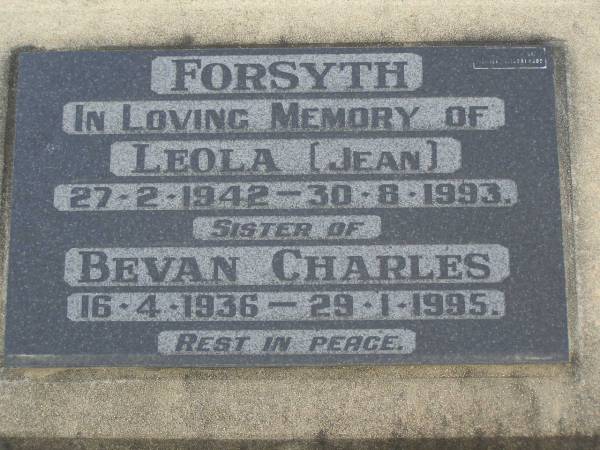 FORSYTH
IN LOVING MEMORY OF
LEOLA (JEAN)
27-2-1942-30-8-1993.
SISTER OF
BEVAN CHARLES
16-4-1936-29-1-1995.
REST IN PEACE.